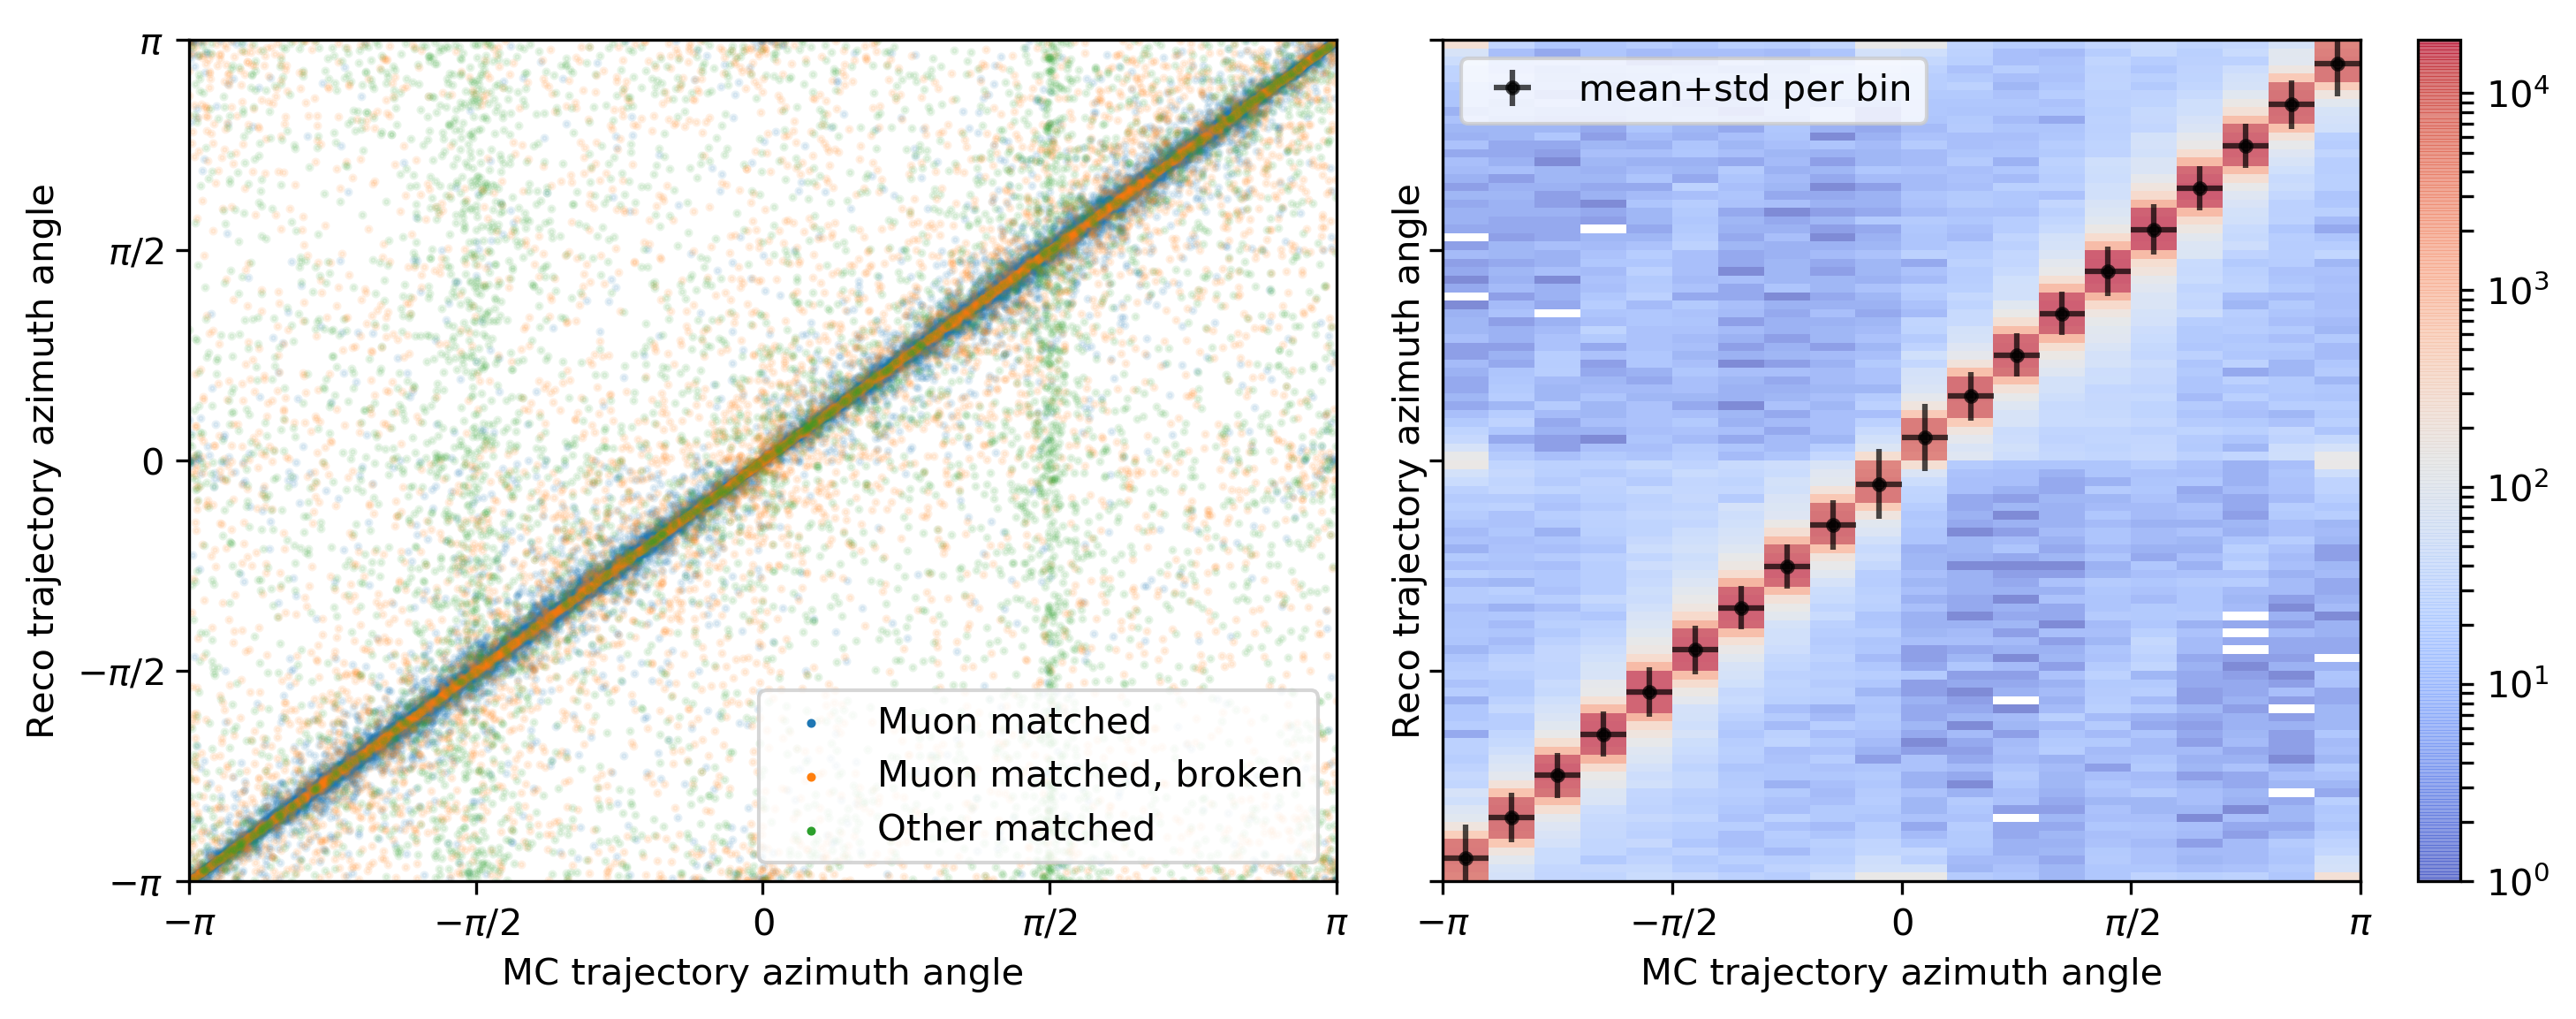 Reco trajectory azimuth angle
π
π/2
0
−π/2
−π
−π
−π/2
0
π/2
π
MC trajectory azimuth angle
Muon matched
Muon matched, broken
Other matched
Reco trajectory azimuth angle
mean+std per bin
−π
−π/2
0
π/2
π
MC trajectory azimuth angle
10⁴
10³
10²
10¹
10⁰